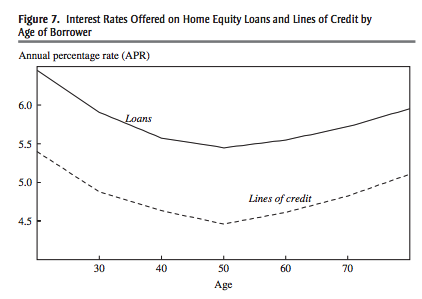 Figure 7. Interest Rates Offered on Home Equity Loans and Lines of Credit by
Age of Borrower
Annual percentage rate (APR)
Loans
6.0
5.5
5.0
Lines of credit
4.5
30 40 50 60 70
Age